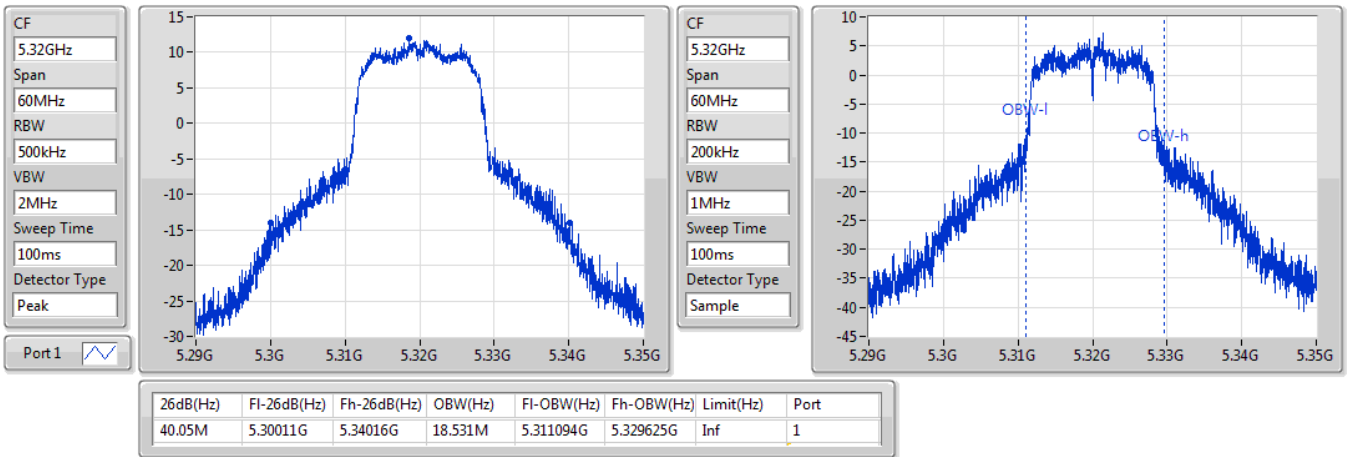 CF
5.32GHz
Span
60MHz
RBW
500kHz
VBW
2MHz
Sweep Time
100ms
Detector Type
Peak
Port 1
15
10
5
0
-5
-10
-15
-20
-25
-30
5.29G 5.3G 5.31G 5.32G 5.33G 5.34G 5.35G
CF
5.32GHz
Span
60MHz
RBW
200kHz
VBW
1MHz
Sweep Time
100ms
Detector Type
Sample
10
5
0
-5
-10
-15
-20
-25
-30
-35
-40
-45
OBW-l
OBW-h
5.29G 5.3G 5.31G 5.32G 5.33G 5.34G 5.35G
26dB(Hz) Fl-26dB(Hz) Fh-26dB(Hz) OBW(Hz) Fl-OBW(Hz) Fh-OBW(Hz) Limit(Hz) Port
40.05M 5.30011G 5.34016G 18.531M 5.311094G 5.329625G Inf 1